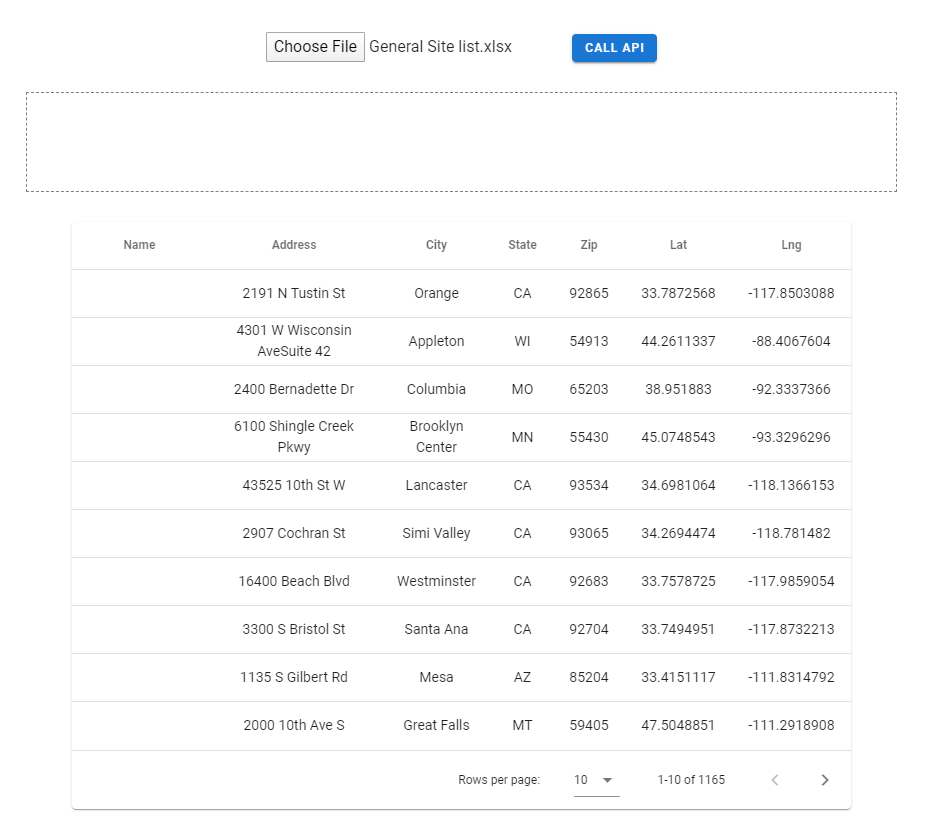 Choose File General Site list.xlsx CALL API
Name Address City State Zip Lat Lng
2191 N Tustin St Orange CA 92865 33.7872568 -117.8503088
4301 W Wisconsin
AveSuite 42 Appleton WI 54913 44.2611337 -88.4067604
2400 Bernadette Dr Columbia MO 65203 38.951883 -92.3337366
6100 Shingle Creek
Pkwy Brooklyn
Center MN 55430 45.0748543 -93.3296296
43525 10th St W Lancaster CA 93534 34.6981064 -118.1366153
2907 Cochran St Simi Valley CA 93065 34.2694474 -118.781482
16400 Beach Blvd Westminster CA 92683 33.7578725 -117.9859054
3300 S Bristol St Santa Ana CA 92704 33.7494951 -117.8732213
1135 S Gilbert Rd Mesa AZ 85204 33.4151117 -111.8314792
2000 10th Ave S Great Falls MT 59405 47.5048851 -111.2918908
Rows per page: 10 1-10 of 1165